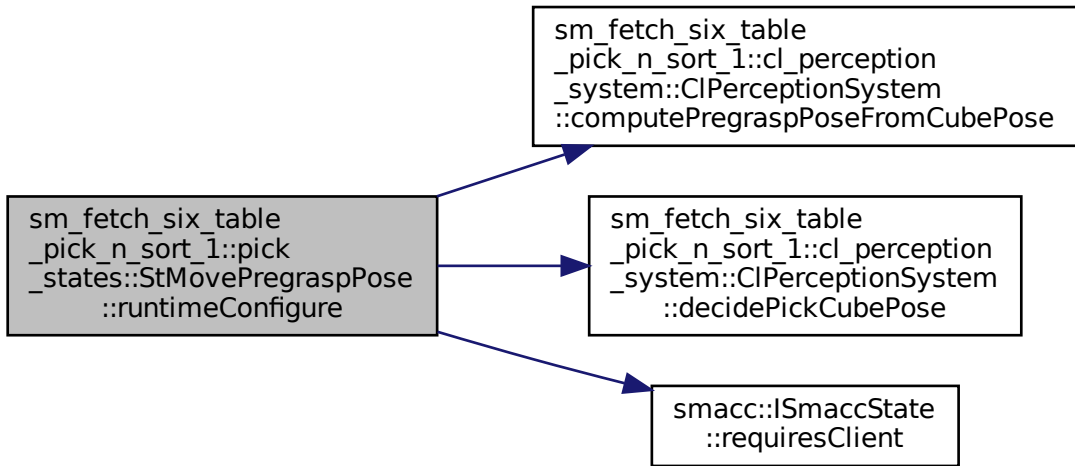 sm_fetch_six_table
_pick_n_sort_1::cl_perception
_system::ClPerceptionSystem
::computePregraspPoseFromCubePose
sm_fetch_six_table
_pick_n_sort_1::pick
_states::StMovePregraspPose
::runtimeConfigure
sm_fetch_six_table
_pick_n_sort_1::cl_perception
_system::ClPerceptionSystem
::decidePickCubePose
smacc::ISmaccState
::requiresClient